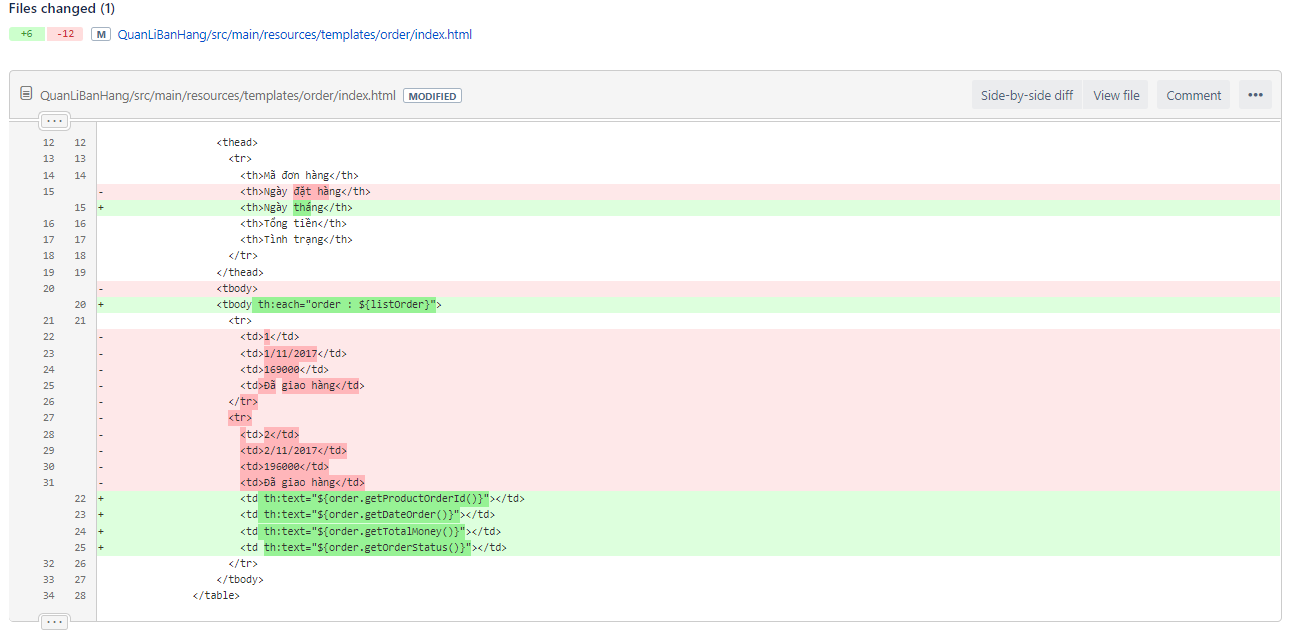 Files changed (1)
+6 -12 M QuanLiBanHang/src/main/resources/templates/order/index.html
QuanLiBanHang/src/main/resources/templates/order/index.html MODIFIED Side-by-side diff View file Comment •••
...
12 12 <thead>
13 13 <tr>
14 14 <th>Mã đơn hàng</th>
15 - <th>Ngày đặt hàng</th>
15 + <th>Ngày tháng</th>
16 16 <th>Tổng tiền</th>
17 17 <th>Tình trạng</th>
18 18 </tr>
19 19 </thead>
20 - <tbody>
20 + <tbody th:each="order : ${listOrder}">
21 21 <tr>
22 - <td>1</td>
23 - <td>1/11/2017</td>
24 - <td>169000</td>
25 - <td>Đã giao hàng</td>
26 - </tr>
27 - <tr>
28 - <td>2</td>
29 - <td>2/11/2017</td>
30 - <td>196000</td>
31 - <td>Đã giao hàng</td>
22 + <td th:text="${order.getProductOrderId()}"></td>
23 + <td th:text="${order.getDateOrder()}"></td>
24 + <td th:text="${order.getTotalMoney()}"></td>
25 + <td th:text="${order.getOrderStatus()}"></td>
32 26 </tr>
33 27 </tbody>
34 28 </table>
...